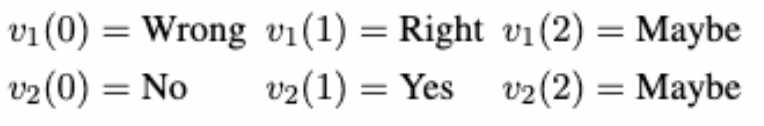 v₁(0) = Wrong v₁(1) = Right v₁(2) = Maybe
v₂(0) = No v₂(1) = Yes v₂(2) = Maybe